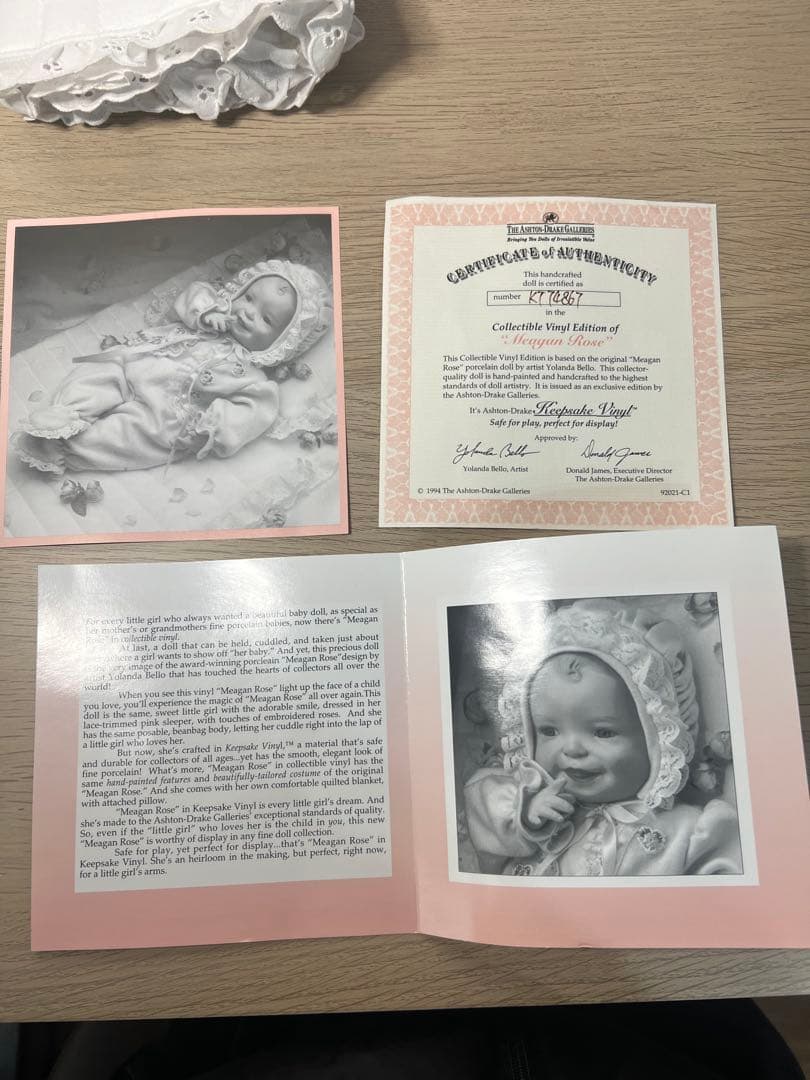 THE ASHTON-DRAKE GALLERIES
Bringing You Dolls of Irresistible Value
CERTIFICATE of AUTHENTICITY
This handcrafted
doll is certified as
number
in the
Collectible Vinyl Edition of
"Meagan Rose"
This Collectible Vinyl Edition is based on the original "Meagan
Rose" porcelain doll by artist Yolanda Bello. This collector-
quality doll is hand-painted and handcrafted to the highest
standards of doll artistry. It is issued as an exclusive edition by
the Ashton-Drake Galleries.
It's Ashton-Drake Keepsake Vinyl™
Safe for play, perfect for display!
Approved by:
Yolanda Bello Donald James
Yolanda Bello, Artist Donald James, Executive Director
The Ashton-Drake Galleries
© 1994 The Ashton-Drake Galleries 92021-C1
For every little girl who always wanted a beautiful baby doll, as special as
her mother's or grandmothers fine porcelain babies, now there's "Meagan
Rose" in collectible vinyl.
At last, a doll that can be held, cuddled, and taken just about
a girl wants to show off "her baby." And yet, this precious doll
very image of the award-winning porcleain "Meagan Rose"design by
artist Yolanda Bello that has touched the hearts of collectors all over the
world!
When you see this vinyl "Meagan Rose" light up the face of a child
you love, you'll experience the magic of "Meagan Rose" all over again.This
doll is the same, sweet little girl with the adorable smile, dressed in her
lace-trimmed pink sleeper, with touches of embroidered roses. And she
has the same posable, beanbag body, letting her cuddle right into the lap of
a little girl who loves her.
But now, she's crafted in Keepsake Vinyl,™ a material that's safe
and durable for collectors of all ages...yet has the smooth, elegant look of
fine porcelain! What's more, "Meagan Rose" in collectible vinyl has the
same hand-painted features and beautifully-tailored costume of the original
"Meagan Rose." And she comes with her own comfortable quilted blanket,
with attached pillow.
"Meagan Rose" in Keepsake Vinyl is every little girl's dream. And
she's made to the Ashton-Drake Galleries' exceptional standards of quality.
So, even if the "little girl" who loves her is the child in you, this new
"Meagan Rose" is worthy of display in any fine doll collection.
Safe for play, yet perfect for display...that's "Meagan Rose" in
Keepsake Vinyl. She's an heirloom in the making, but perfect, right now,
for a little girl's arms.